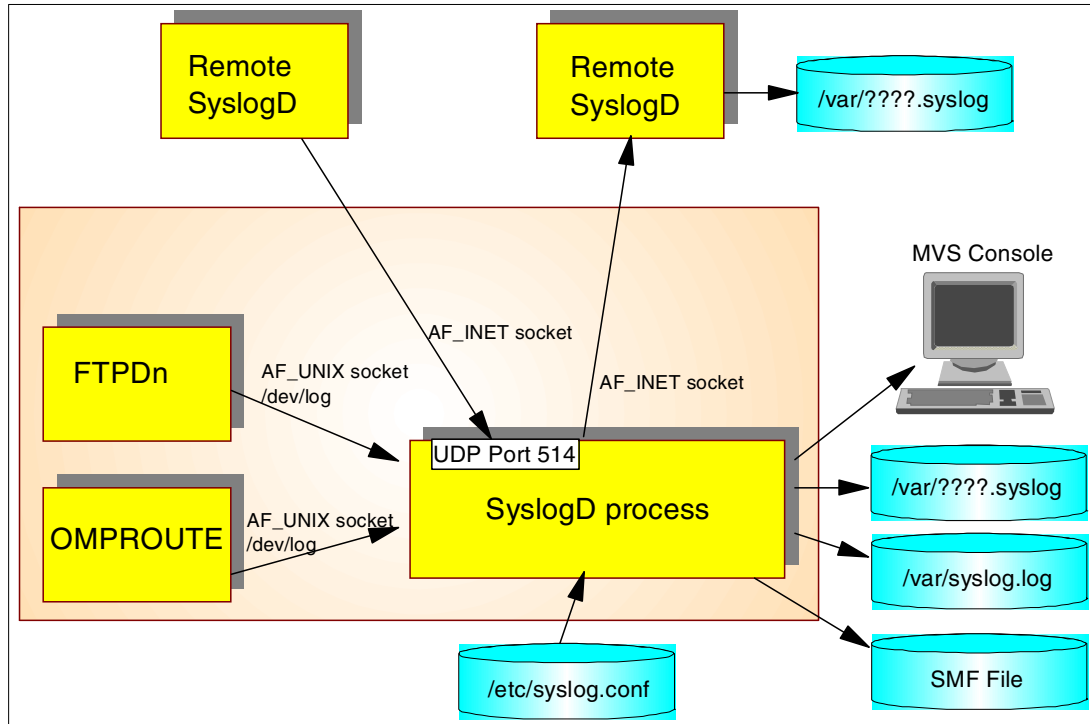 Remote
SyslogD
Remote
SyslogD
/var/????.syslog
MVS Console
AF_INET socket
AF_INET socket
FTPDn
AF_UNIX socket
/dev/log
UDP Port 514
SyslogD process
/var/????.syslog
OMPROUTE
AF_UNIX socket
/dev/log
/var/syslog.log
/etc/syslog.conf
SMF File